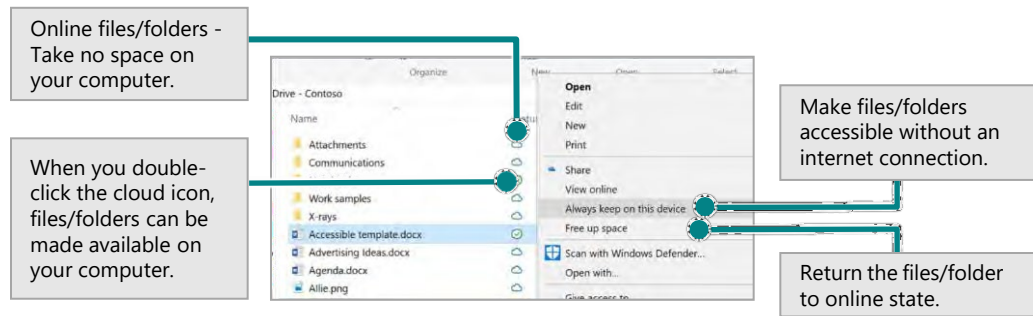 Online files/folders -
Take no space on
your computer.
When you double-
click the cloud icon,
files/folders can be
made available on
your computer.
Organize
Open
Select
Drive - Contoso
Name
Attachments
Communications
Work samples
X-rays
Accessible template.docx
Advertising Ideas.docx
Agenda.docx
Allie.png
Open
Edit
New
Print
Share
View online
Always keep on this device
Free up space
Scan with Windows Defender...
Open with...
Give access to
Make files/folders
accessible without an
internet connection.
Return the files/folder
to online state.